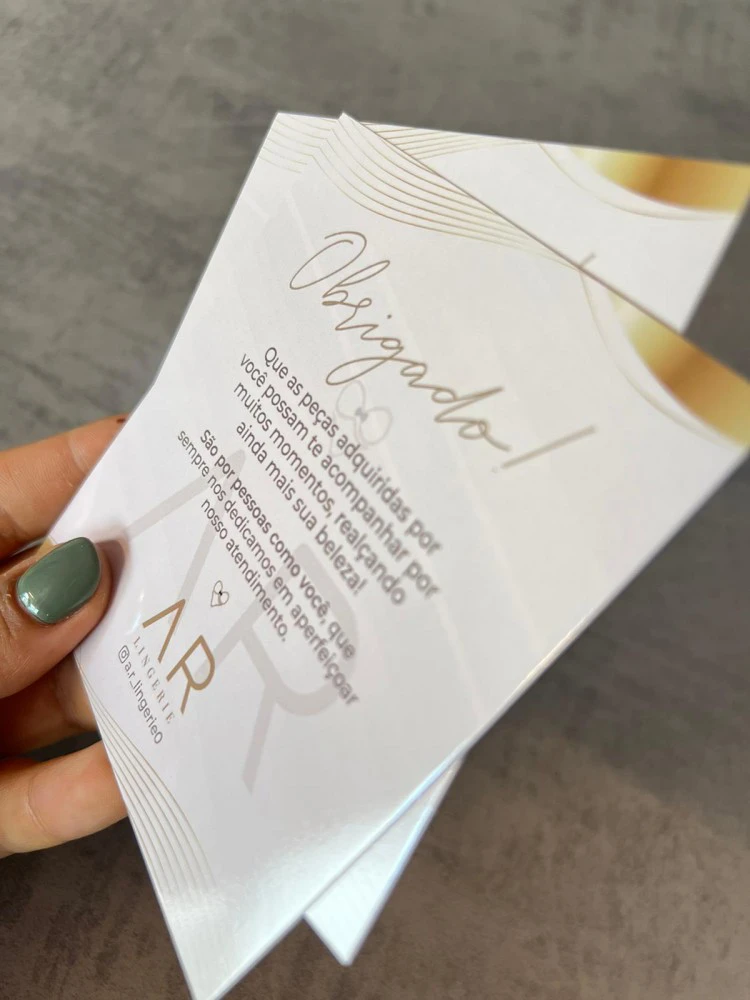 Obrigado!
Que as peças adquiridas por
você possam te acompanhar por
muitos momentos, realçando
ainda mais sua beleza!
São por pessoas como você, que
sempre nos dedicamos em aperfeiçoar
nosso atendimento.
AR
LINGERIE
@a.r_lingerie0